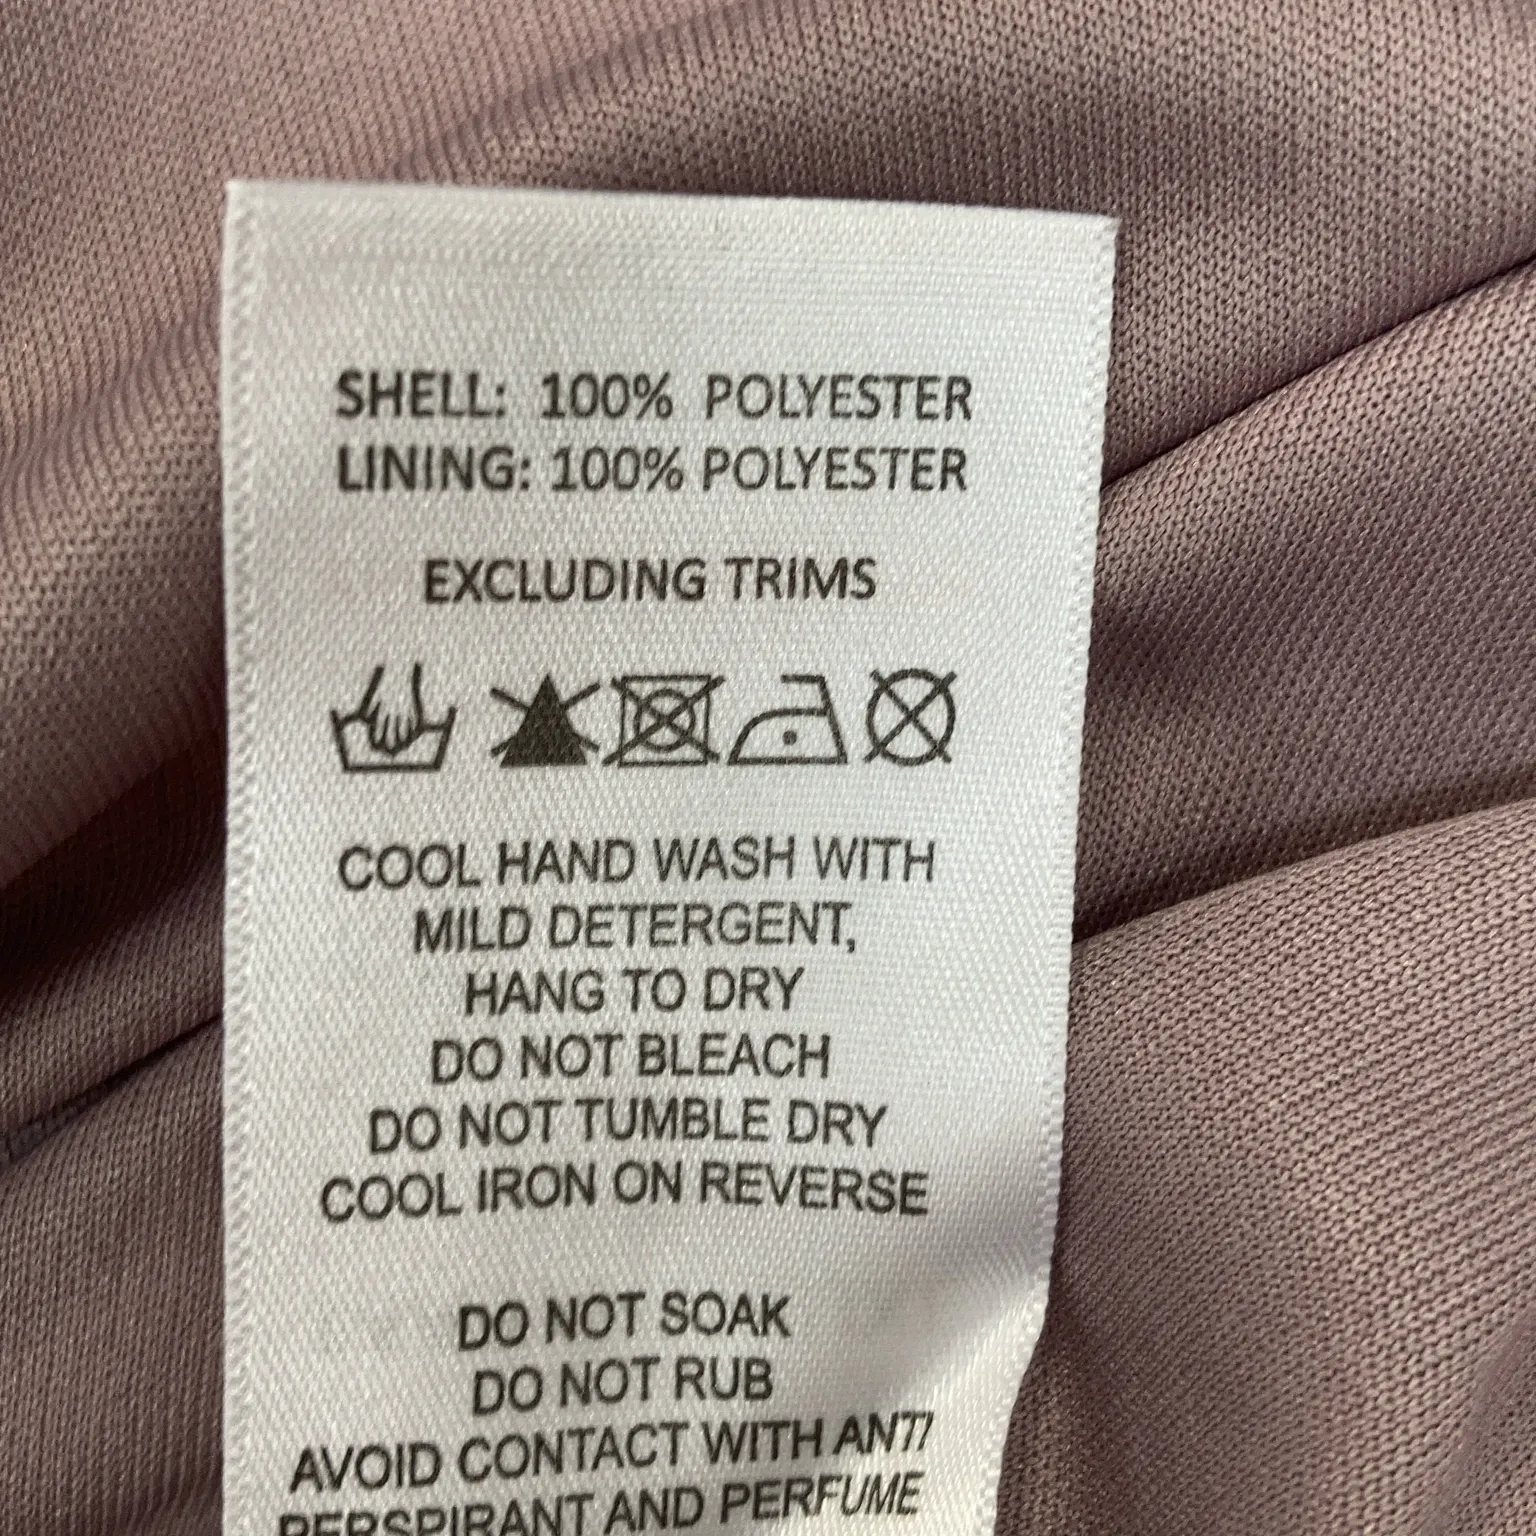 SHELL: 100% POLYESTER
LINING: 100% POLYESTER
EXCLUDING TRIMS
COOL HAND WASH WITH
MILD DETERGENT,
HANG TO DRY
DO NOT BLEACH
DO NOT TUMBLE DRY
COOL IRON ON REVERSE
DO NOT SOAK
DO NOT RUB
AVOID CONTACT WITH ANTI
PERSPIRANT AND PERFUME